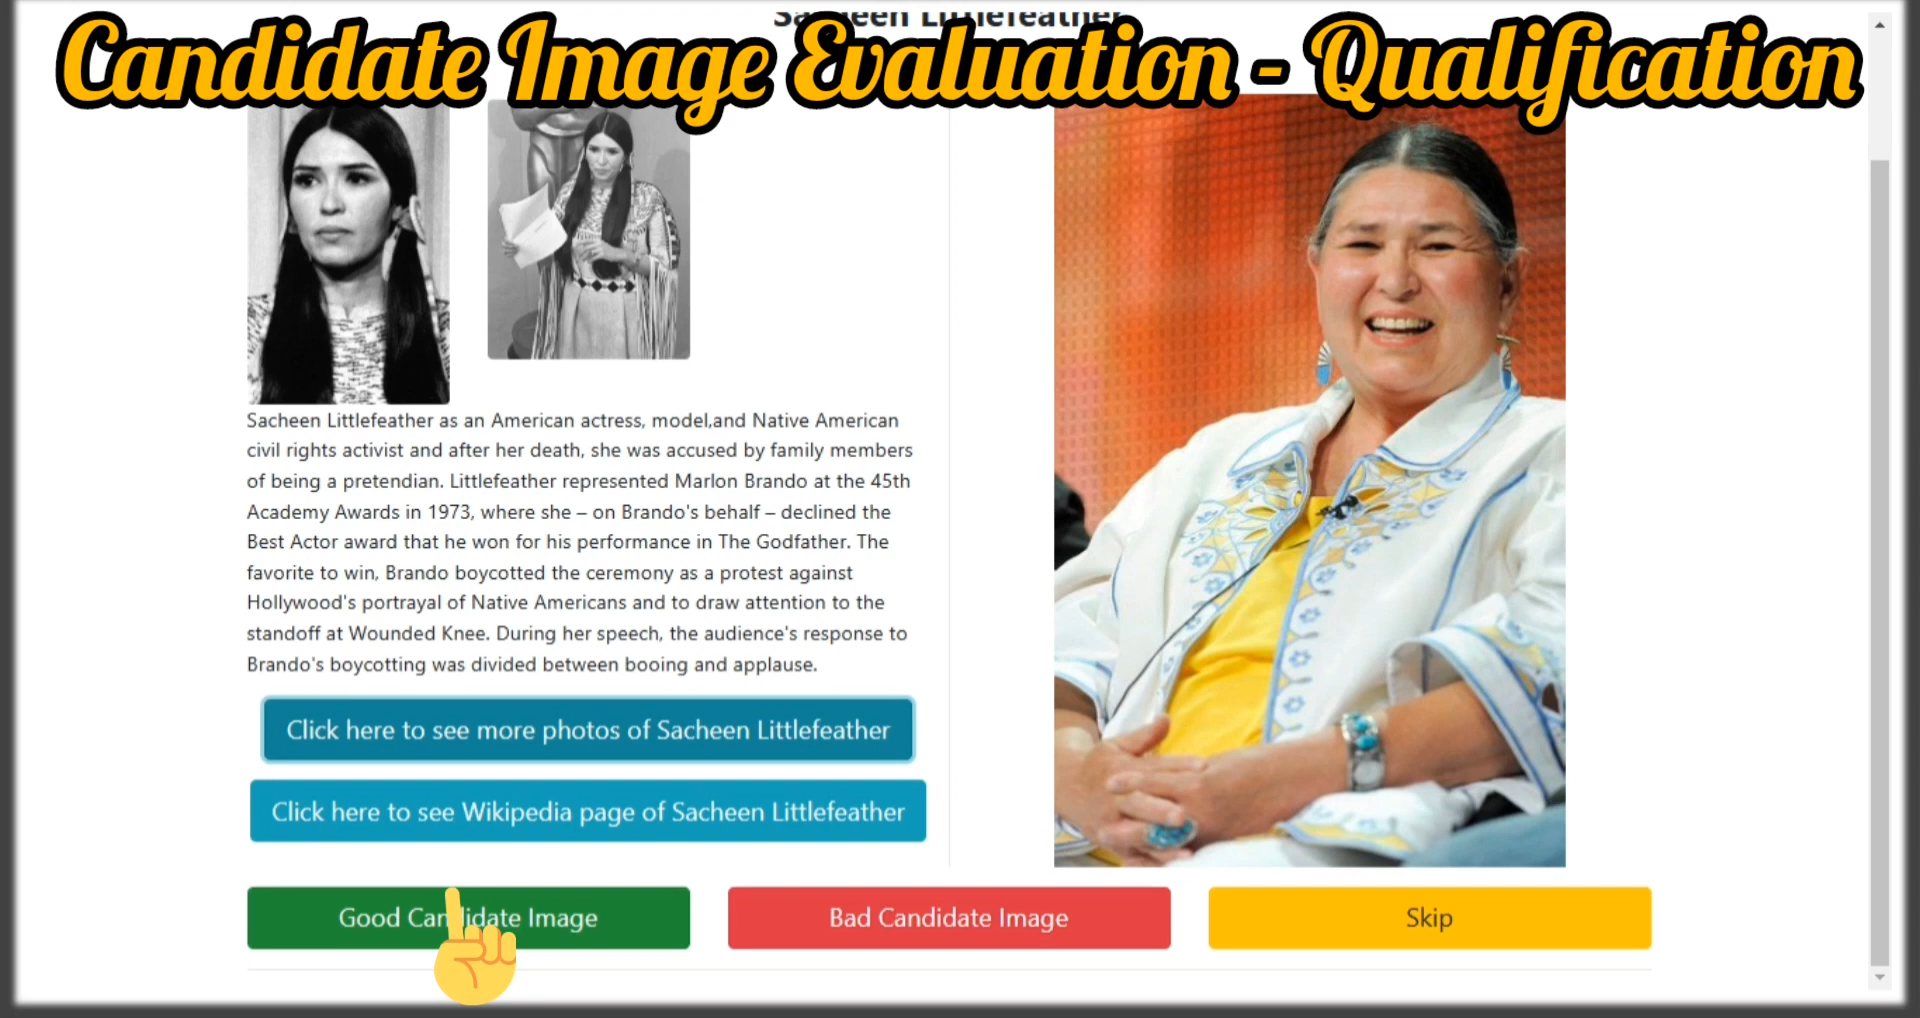 Sacheen Littlefeather
Candidate Image Evaluation - Qualification
Sacheen Littlefeather as an American actress, model,and Native American
civil rights activist and after her death, she was accused by family members
of being a pretendian. Littlefeather represented Marlon Brando at the 45th
Academy Awards in 1973, where she – on Brando's behalf – declined the
Best Actor award that he won for his performance in The Godfather. The
favorite to win, Brando boycotted the ceremony as a protest against
Hollywood's portrayal of Native Americans and to draw attention to the
standoff at Wounded Knee. During her speech, the audience's response to
Brando's boycotting was divided between booing and applause.
Click here to see more photos of Sacheen Littlefeather
Click here to see Wikipedia page of Sacheen Littlefeather
Good Candidate Image
Bad Candidate Image
Skip